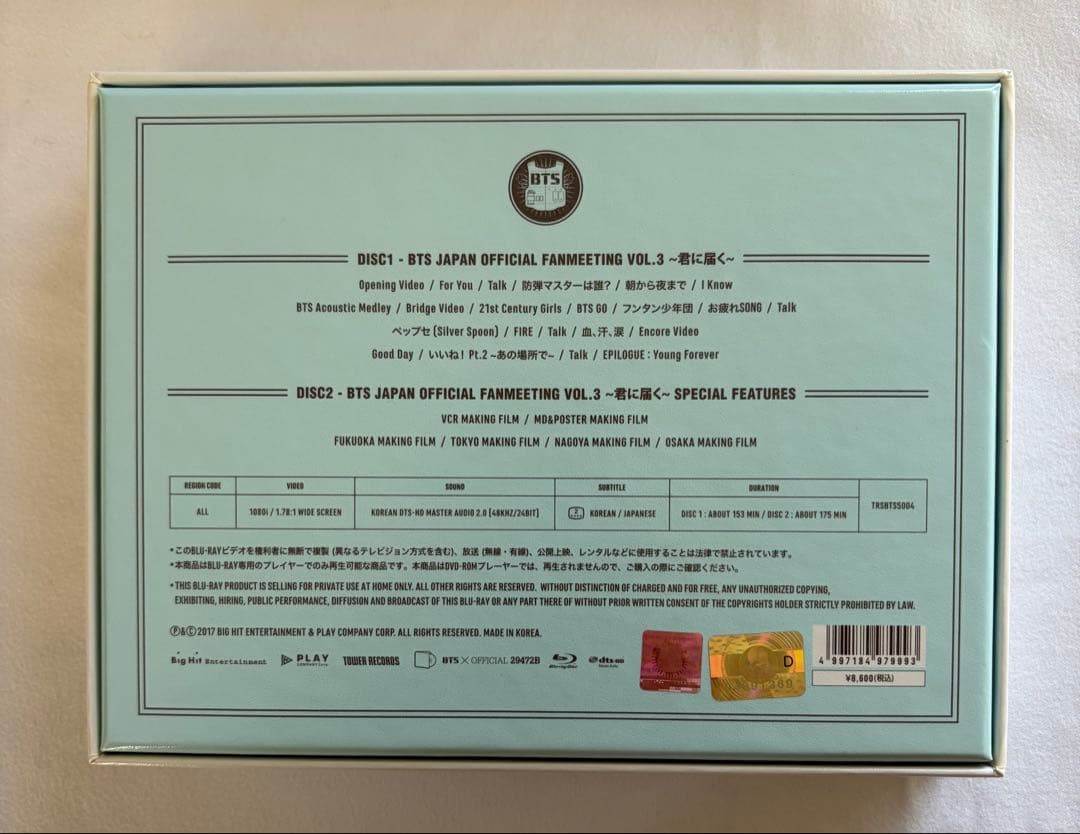 BTS
DISC1 - BTS JAPAN OFFICIAL FANMEETING VOL.3 ~君に届く~
Opening Video / For You / Talk / 防弾マスターは誰? / 朝から夜まで / I Know
BTS Acoustic Medley / Bridge Video / 21st Century Girls / BTS GO / フンタン少年団 / お疲れSONG / Talk
ペップセ (Silver Spoon) / FIRE / Talk / 血、汗、涙 / Encore Video
Good Day / いいね! Pt.2 ~あの場所で~ / Talk / EPILOGUE : Young Forever
DISC2 - BTS JAPAN OFFICIAL FANMEETING VOL.3 ~君に届く~ SPECIAL FEATURES
VCR MAKING FILM / MD&POSTER MAKING FILM
FUKUOKA MAKING FILM / TOKYO MAKING FILM / NAGOYA MAKING FILM / OSAKA MAKING FILM
REGION CODE VIDEO SOUND SUBTITLE DURATION TRSBTS5004
ALL 1080i / 1.78:1 WIDE SCREEN KOREAN DTS-HD MASTER AUDIO 2.0 [48KHZ/24BIT] 2 KOREAN / JAPANESE DISC 1 : ABOUT 153 MIN / DISC 2 : ABOUT 175 MIN
*このBLU-RAYビデオを権利者に無断で複製 (異なるテレビジョン方式を含む)、放送 (無線・有線)、公開上映、レンタルなどに使用することは法律で禁止されています。
*本商品はBLU-RAY専用のプレイヤーでのみ再生可能な商品です。本商品はDVD-ROMプレーヤーでは、再生されませんので、ご購入の際にご確認ください。
*THIS BLU-RAY PRODUCT IS SELLING FOR PRIVATE USE AT HOME ONLY. ALL OTHER RIGHTS ARE RESERVED. WITHOUT DISTINCTION OF CHARGED AND FOR FREE, ANY UNAUTHORIZED COPYING,
EXHIBITING, HIRING, PUBLIC PERFORMANCE, DIFFUSION AND BROADCAST OF THIS BLU-RAY OR ANY PART THERE OF WITHOUT PRIOR WRITTEN CONSENT OF THE COPYRIGHTS HOLDER STRICTLY PROHIBITED BY LAW.
Ⓟ&Ⓒ2017 BIG HIT ENTERTAINMENT & PLAY COMPANY CORP. ALL RIGHTS RESERVED. MADE IN KOREA.
Big Hit Entertainment PLAY COMPANY Corp. TOWER RECORDS BTS × OFFICIAL 29472B Blu-ray Disc dts-HD Master Audio
D
4 997184 979993
¥8,600(税込)